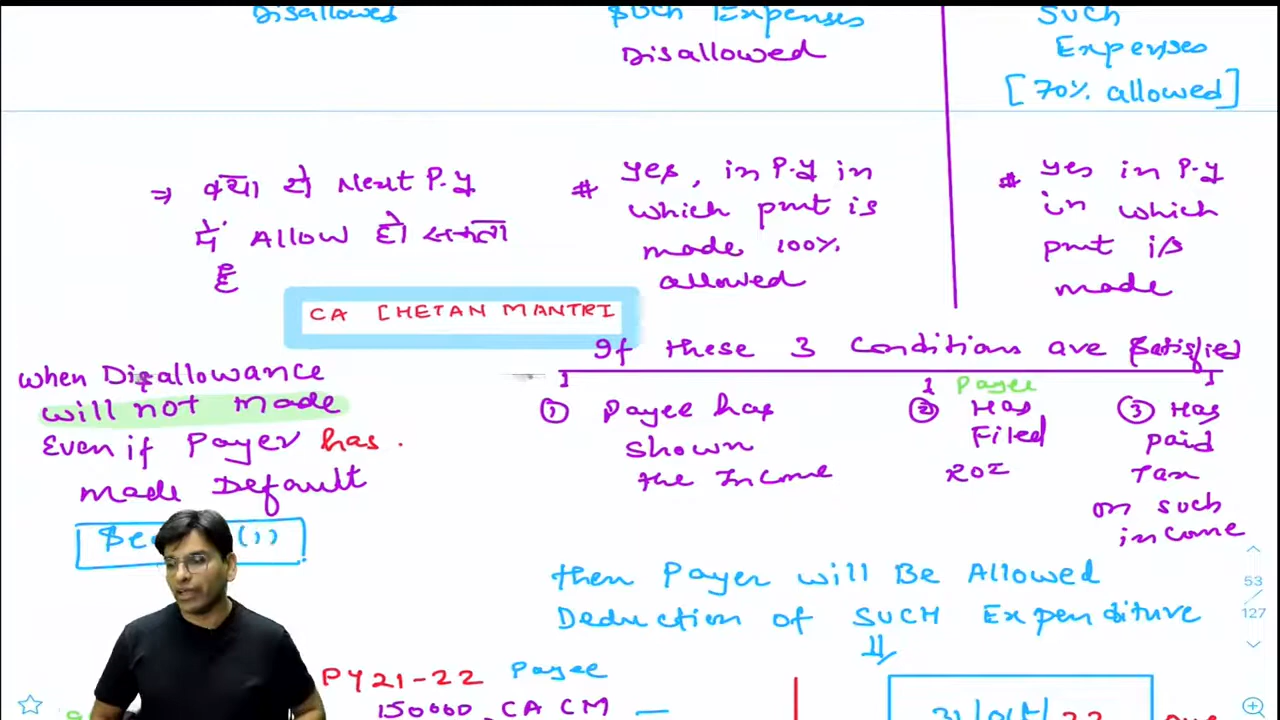 Disallowed
Such Expenses
Disallowed
Such
Expenses
[70% allowed]
⇒ क्या ये Next P.Y
में Allow हो सकता
है
# Yes, in P.Y in
which pmt is
made 100%
allowed
# Yes in P.Y
in which
pmt is
made
CA CHETAN MANTRI
If these 3 Conditions are Satisfied
when Disallowance
will not made
Even if Payer has.
made Default
① Payee has
shown
the Income
Payee
② Has
Filed
ROI
③ Has
paid
Tax
on such
income
then Payer will Be Allowed
Deduction of SUCH Expenditure
PY21-22 Payee
150000 CA CM
53
127